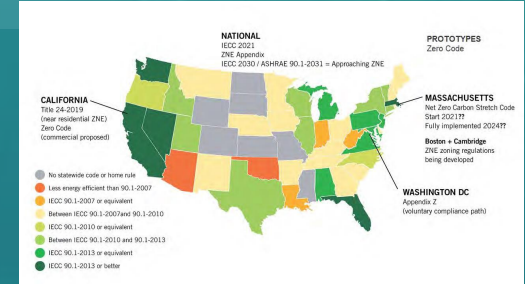 NATIONAL
IECC 2021
ZNE Appendix
IECC 2030 / ASHRAE 90.1-2031 = Approaching ZNE
PROTOTYPES
Zero Code
CALIFORNIA
Title 24-2019
(near residential ZNE)
Zero Code
(commercial proposed)
MASSACHUSETTS
Net Zero Carbon Stretch Code
Start 2021??
Fully implemented 2024??
Boston + Cambridge
ZNE zoning regulations
being developed
WASHINGTON DC
Appendix Z
(voluntary compliance path)
No statewide code or home rule
Less energy efficient than 90.1-2007
IECC 90.1-2007 or equivalent
Between IECC 90.1-2007and 90.1-2010
IECC 90.1-2010 or equivalent
Between IECC 90.1-2010 and 90.1-2013
IECC 90.1-2013 or equivalent
IECC 90.1-2013 or better